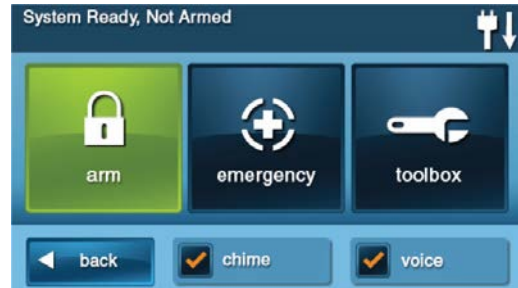 System Ready, Not Armed
arm emergency toolbox
back chime voice